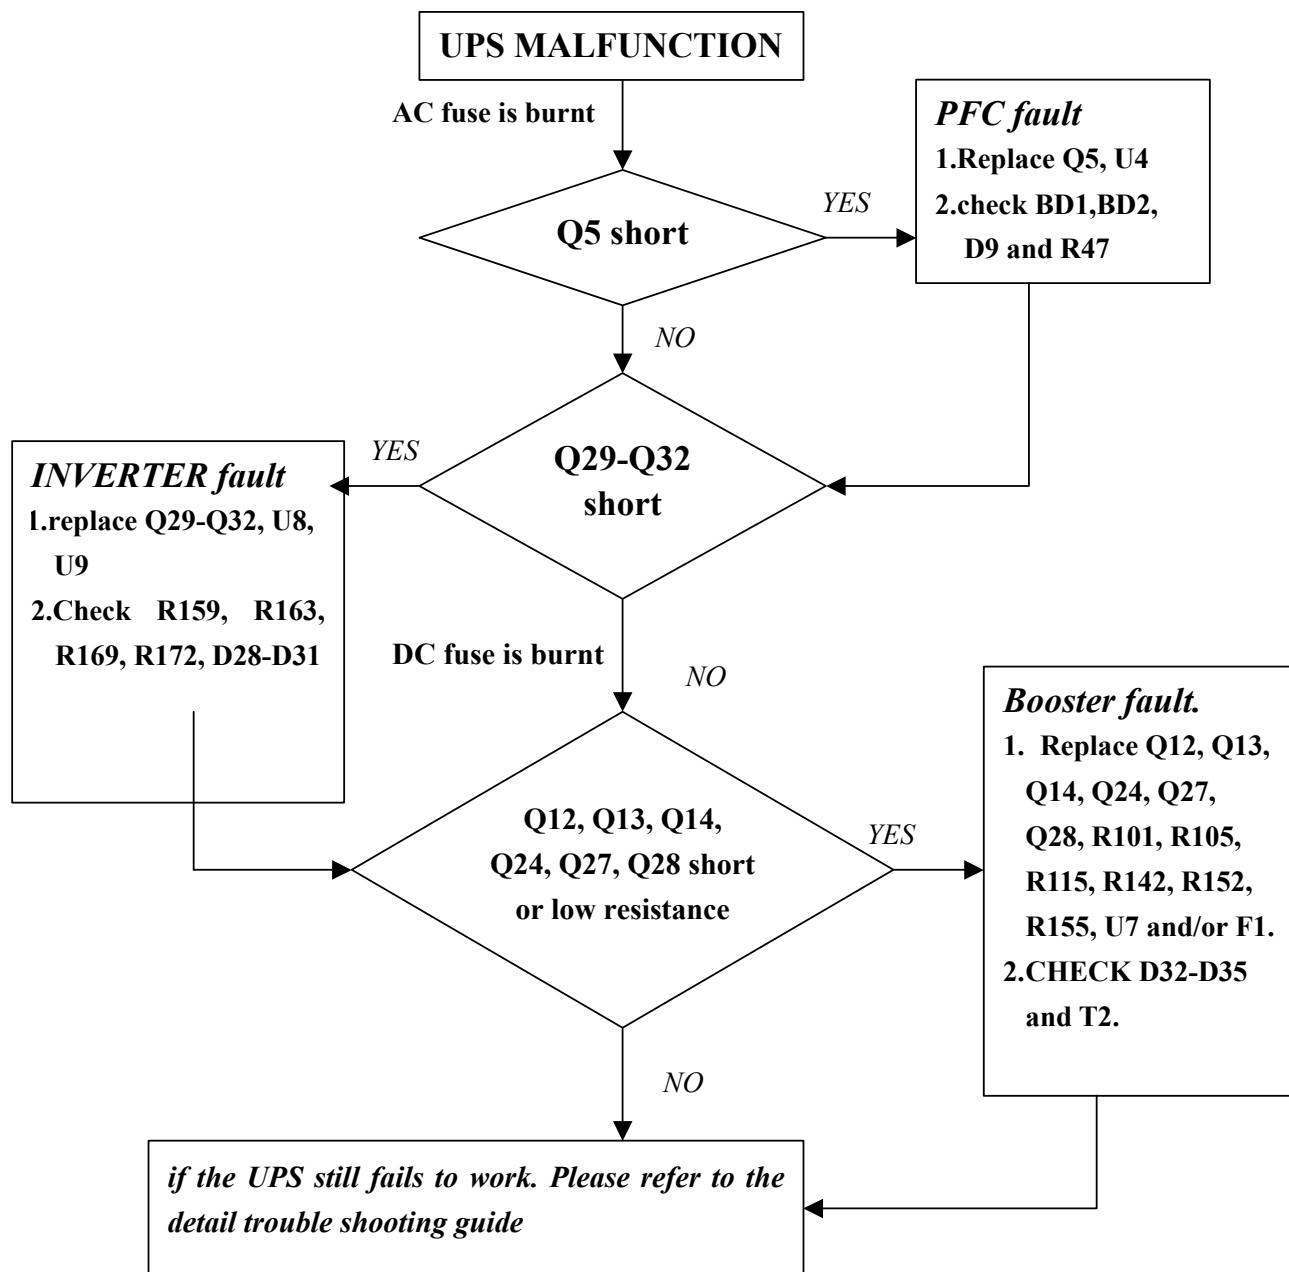 UPS MALFUNCTION
AC fuse is burnt
PFC fault
1.Replace Q5, U4
2.check BD1,BD2,
D9 and R47
YES
Q5 short
NO
YES
Q29-Q32
short
INVERTER fault
1.replace Q29-Q32, U8,
U9
2.Check R159, R163,
R169, R172, D28-D31
DC fuse is burnt
NO
Booster fault.
1. Replace Q12, Q13,
Q14, Q24, Q27,
Q28, R101, R105,
R115, R142, R152,
R155, U7 and/or F1.
2.CHECK D32-D35
and T2.
YES
Q12, Q13, Q14,
Q24, Q27, Q28 short
or low resistance
NO
if the UPS still fails to work. Please refer to the
detail trouble shooting guide